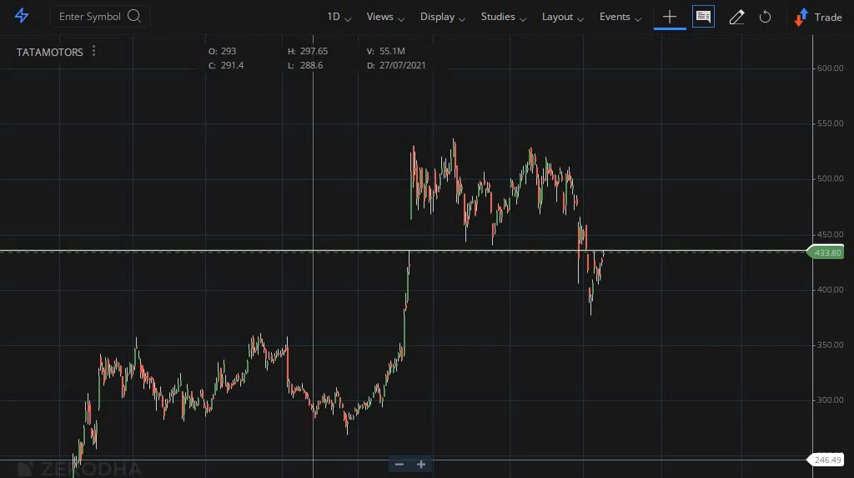 Enter Symbol 1D Views Display Studies Layout Events Trade
TATAMOTORS O: 293 H: 297.65 V: 55.1M
C: 291.4 L: 288.6 D: 27/07/2021
600.00
550.00
500.00
450.00
433.80
400.00
350.00
300.00
246.49
ZERODHA